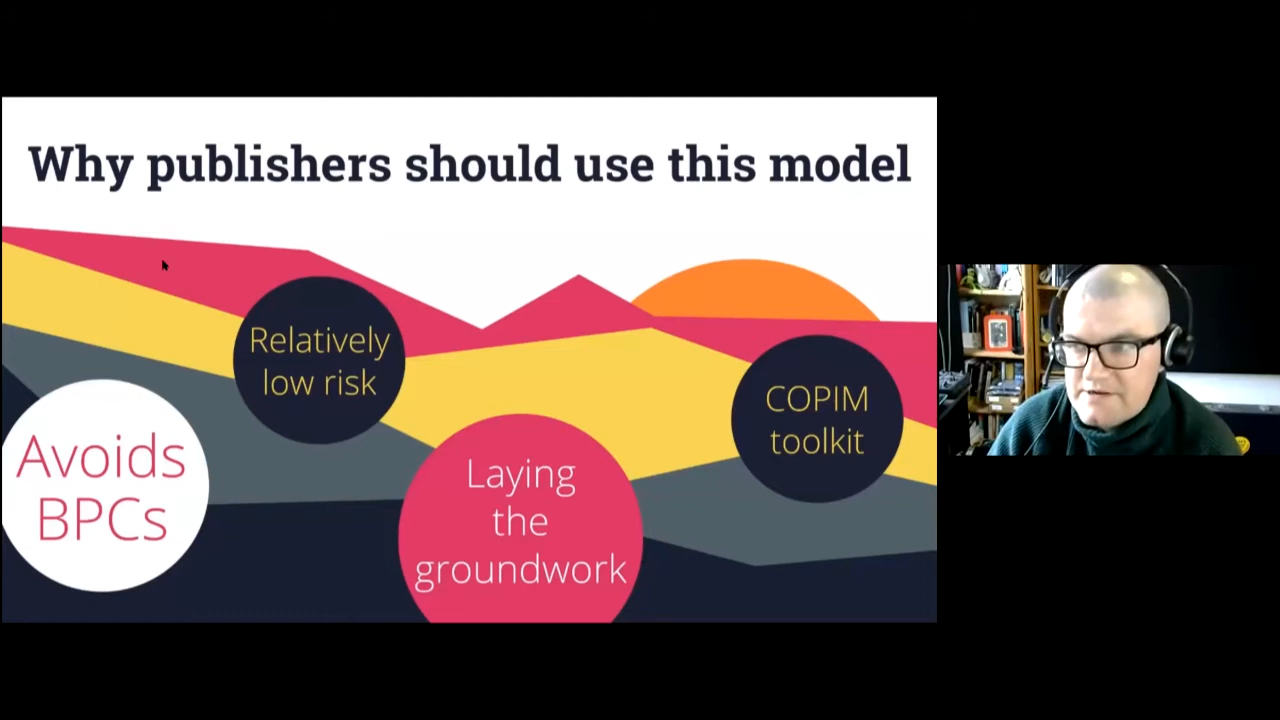 Why publishers should use this model
Relatively
low risk
COPIM
toolkit
Avoids
BPCs
Laying
the
groundwork